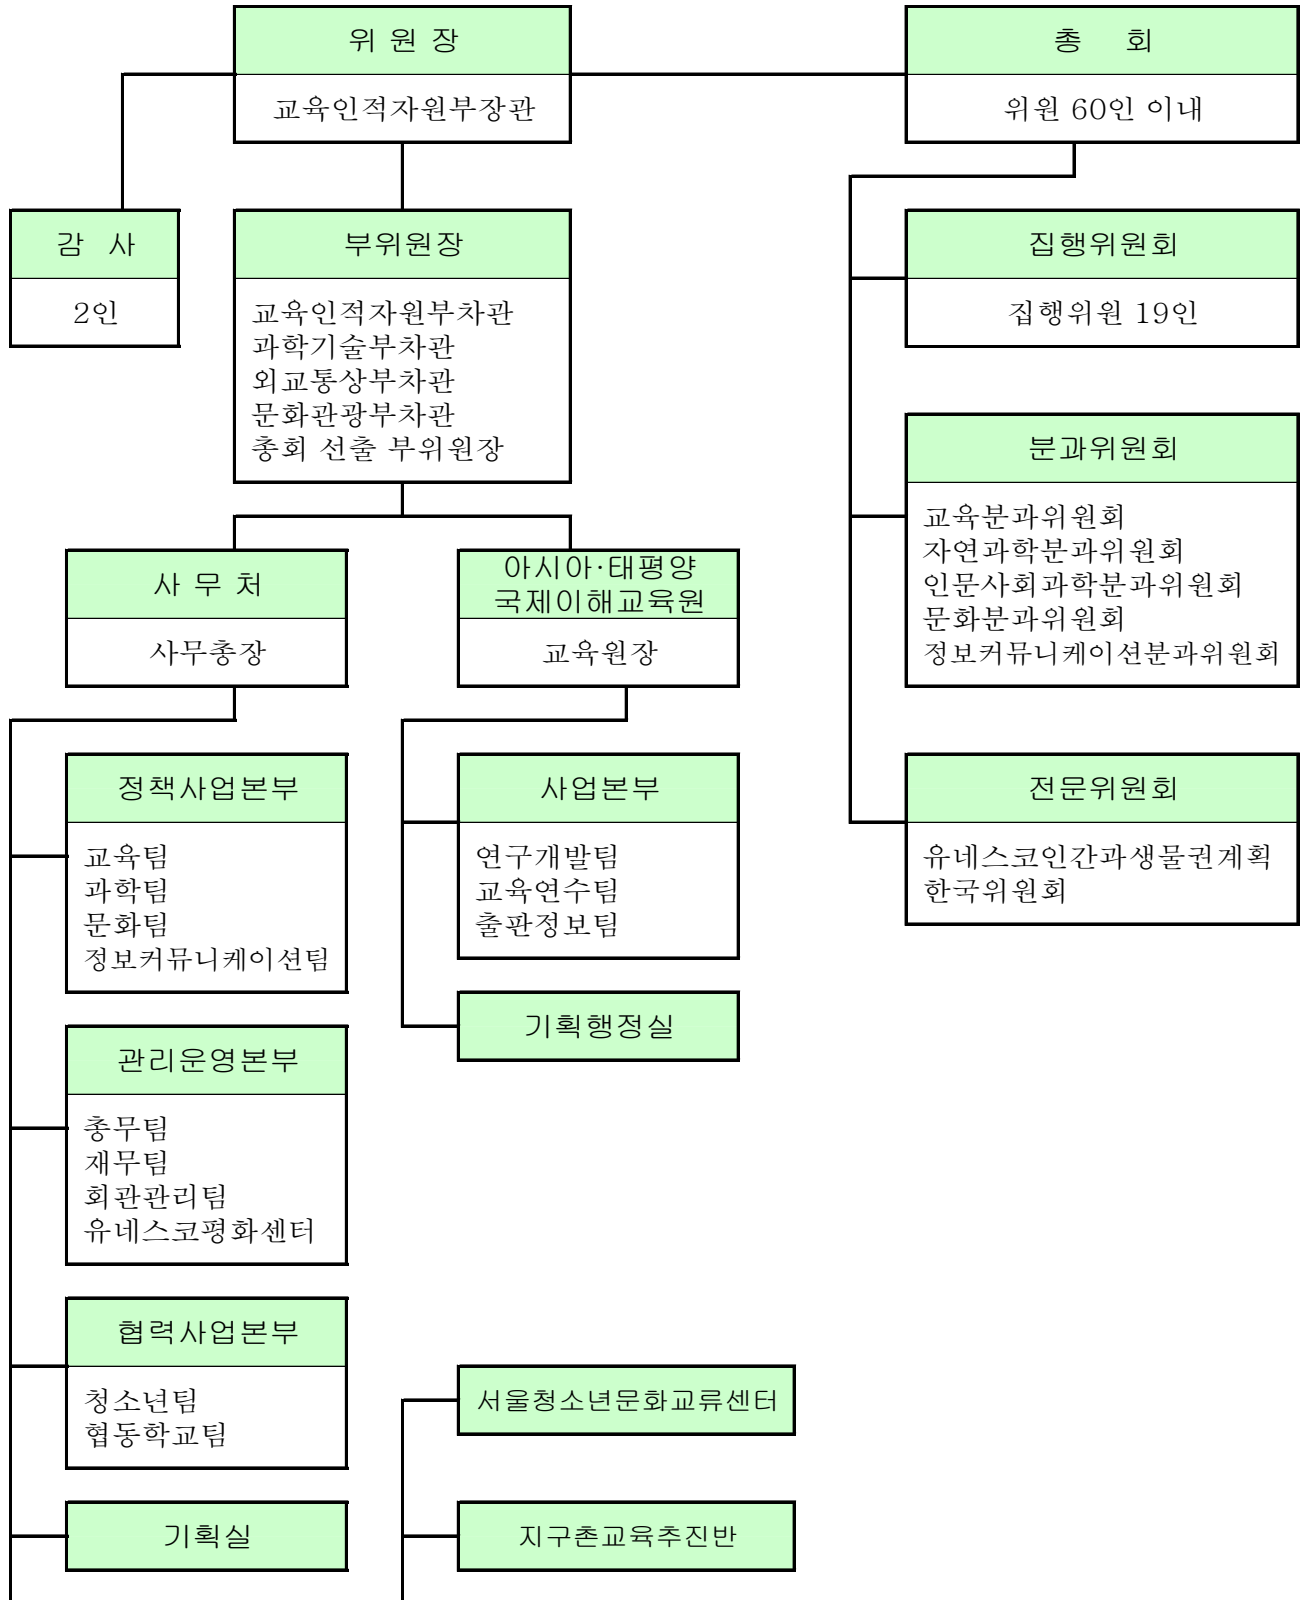 위 원 장
교육인적자원부장관
총 회
위원 60인 이내
감 사
2인
부위원장
교육인적자원부차관
과학기술부차관
외교통상부차관
문화관광부차관
총회 선출 부위원장
집행위원회
집행위원 19인
분과위원회
교육분과위원회
자연과학분과위원회
인문사회과학분과위원회
문화분과위원회
정보커뮤니케이션분과위원회
사 무 처
사무총장
아시아·태평양
국제이해교육원
교육원장
전문위원회
유네스코인간과생물권계획
한국위원회
정책사업본부
교육팀
과학팀
문화팀
정보커뮤니케이션팀
사업본부
연구개발팀
교육연수팀
출판정보팀
기획행정실
관리운영본부
총무팀
재무팀
회관관리팀
유네스코평화센터
협력사업본부
청소년팀
협동학교팀
서울청소년문화교류센터
기획실
지구촌교육추진반